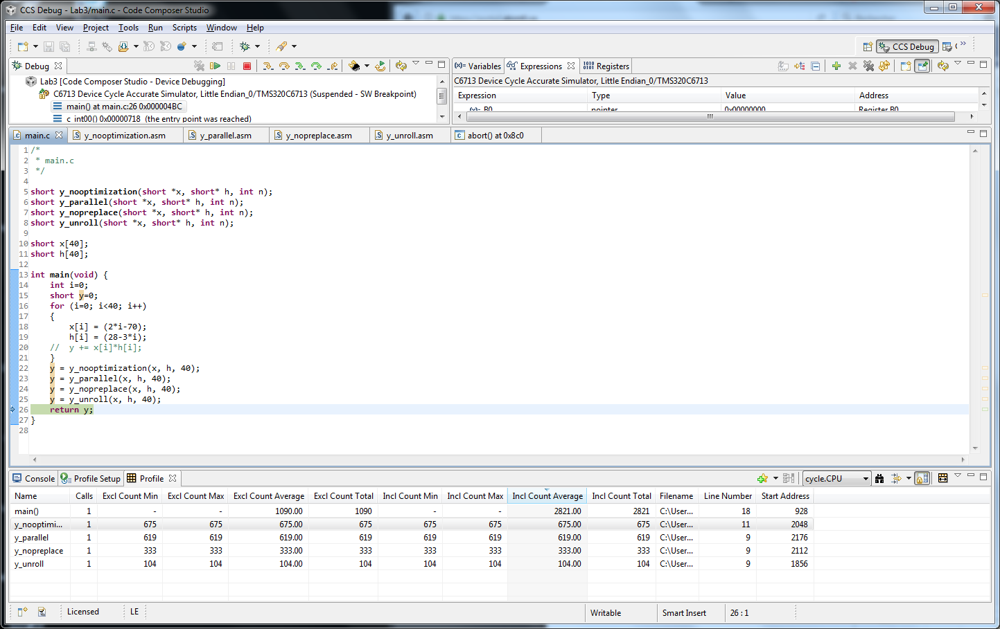 CCS Debug - Lab3/main.c - Code Composer Studio
File Edit View Project Tools Run Scripts Window Help
CCS Debug
Debug
(x)= Variables Expressions Registers
Lab3 [Code Composer Studio - Device Debugging]
C6713 Device Cycle Accurate Simulator, Little Endian_0/TMS320C6713 (Suspended - SW Breakpoint)
main() at main.c:26 0x000004BC
c_int00() 0x00000718 (the entry point was reached)
C6713 Device Cycle Accurate Simulator, Little Endian_0/TMS320C6713
Expression Type Value Address
(x)= B0 pointer 0x00000000 Register B0
main.c y_nooptimization.asm y_parallel.asm y_nopreplace.asm y_unroll.asm abort() at 0x8c0
1 /*
2 * main.c
3 */
4
5 short y_nooptimization(short *x, short* h, int n);
6 short y_parallel(short *x, short* h, int n);
7 short y_nopreplace(short *x, short* h, int n);
8 short y_unroll(short *x, short* h, int n);
9
10 short x[40];
11 short h[40];
12
13 int main(void) {
14 int i=0;
15 short y=0;
16 for (i=0; i<40; i++)
17 {
18 x[i] = (2*i-70);
19 h[i] = (28-3*i);
20 // y += x[i]*h[i];
21 }
22 y = y_nooptimization(x, h, 40);
23 y = y_parallel(x, h, 40);
24 y = y_nopreplace(x, h, 40);
25 y = y_unroll(x, h, 40);
26 return y;
27 }
28
Console Profile Setup Profile
cycle.CPU
Name Calls Excl Count Min Excl Count Max Excl Count Average Excl Count Total Incl Count Min Incl Count Max Incl Count Average Incl Count Total Filename Line Number Start Address
main() 1 - - 1090.00 1090 - - 2821.00 2821 C:\User... 18 928
y_nooptimi... 1 675 675 675.00 675 675 675 675.00 675 C:\User... 11 2048
y_parallel 1 619 619 619.00 619 619 619 619.00 619 C:\User... 9 2176
y_nopreplace 1 333 333 333.00 333 333 333 333.00 333 C:\User... 9 2112
y_unroll 1 104 104 104.00 104 104 104 104.00 104 C:\User... 9 1856
Licensed LE Writable Smart Insert 26 : 1